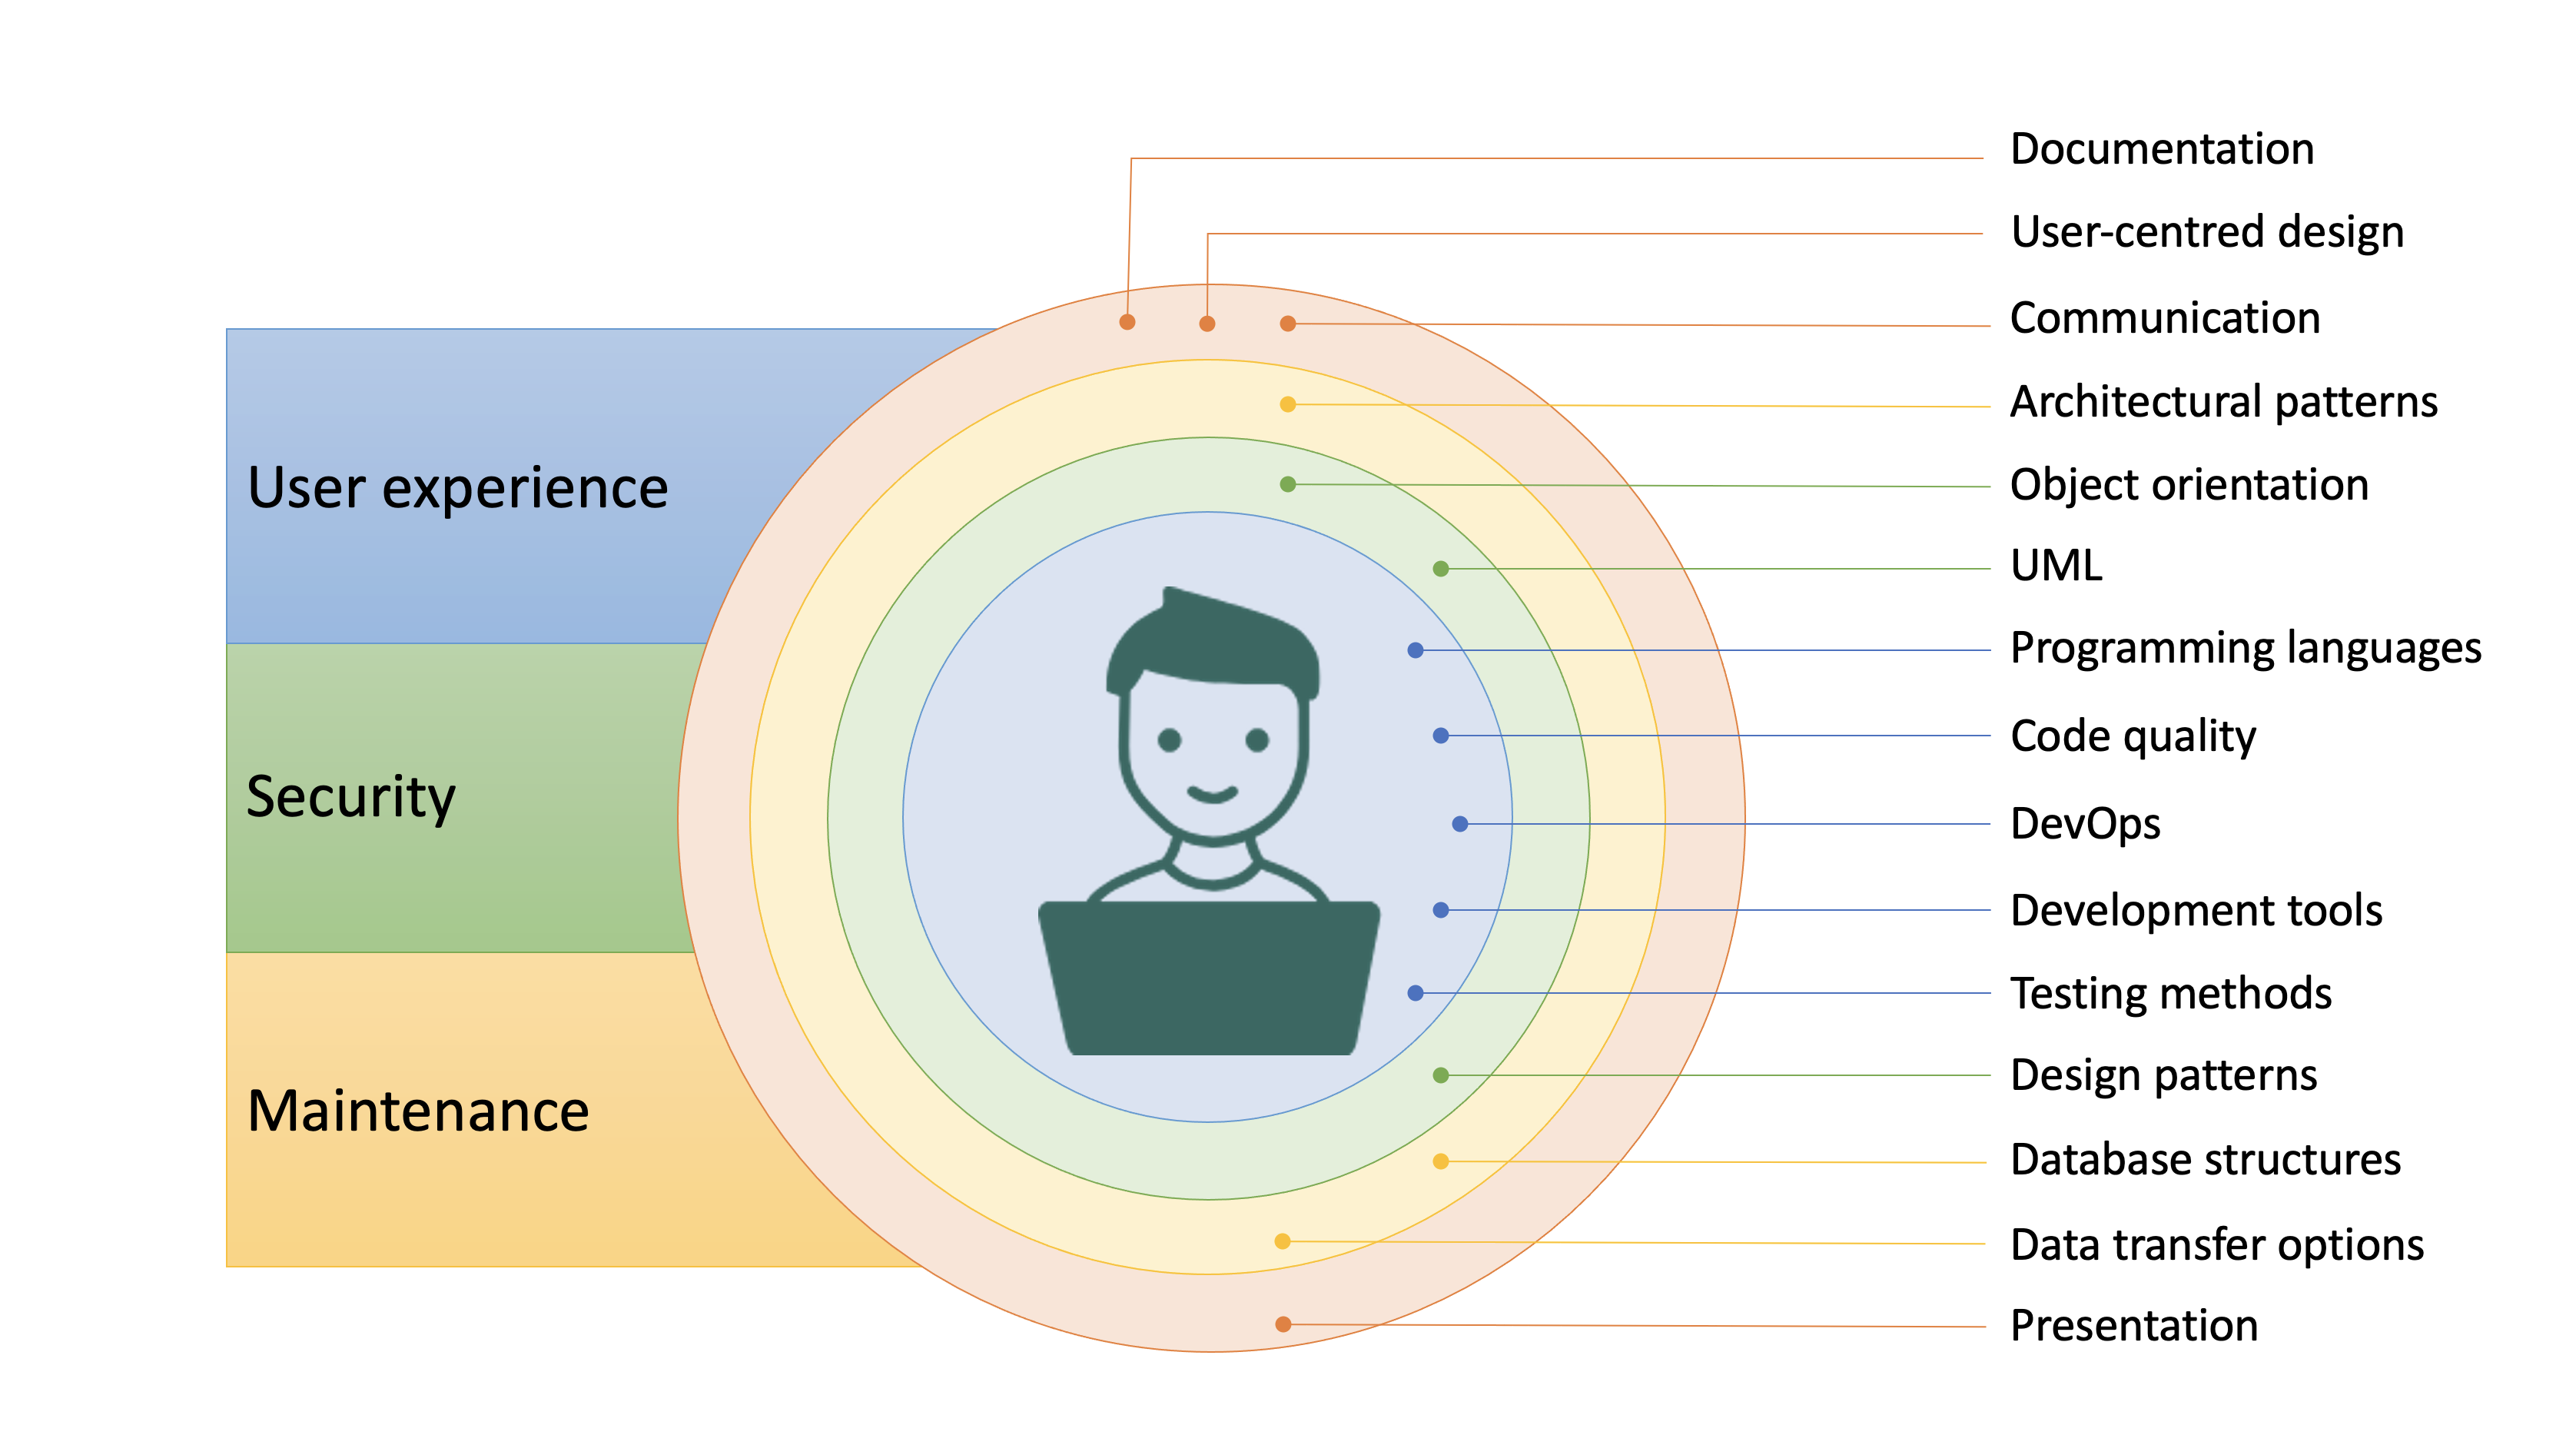 User experience
Security
Maintenance
Documentation
User-centred design
Communication
Architectural patterns
Object orientation
UML
Programming languages
Code quality
DevOps
Development tools
Testing methods
Design patterns
Database structures
Data transfer options
Presentation